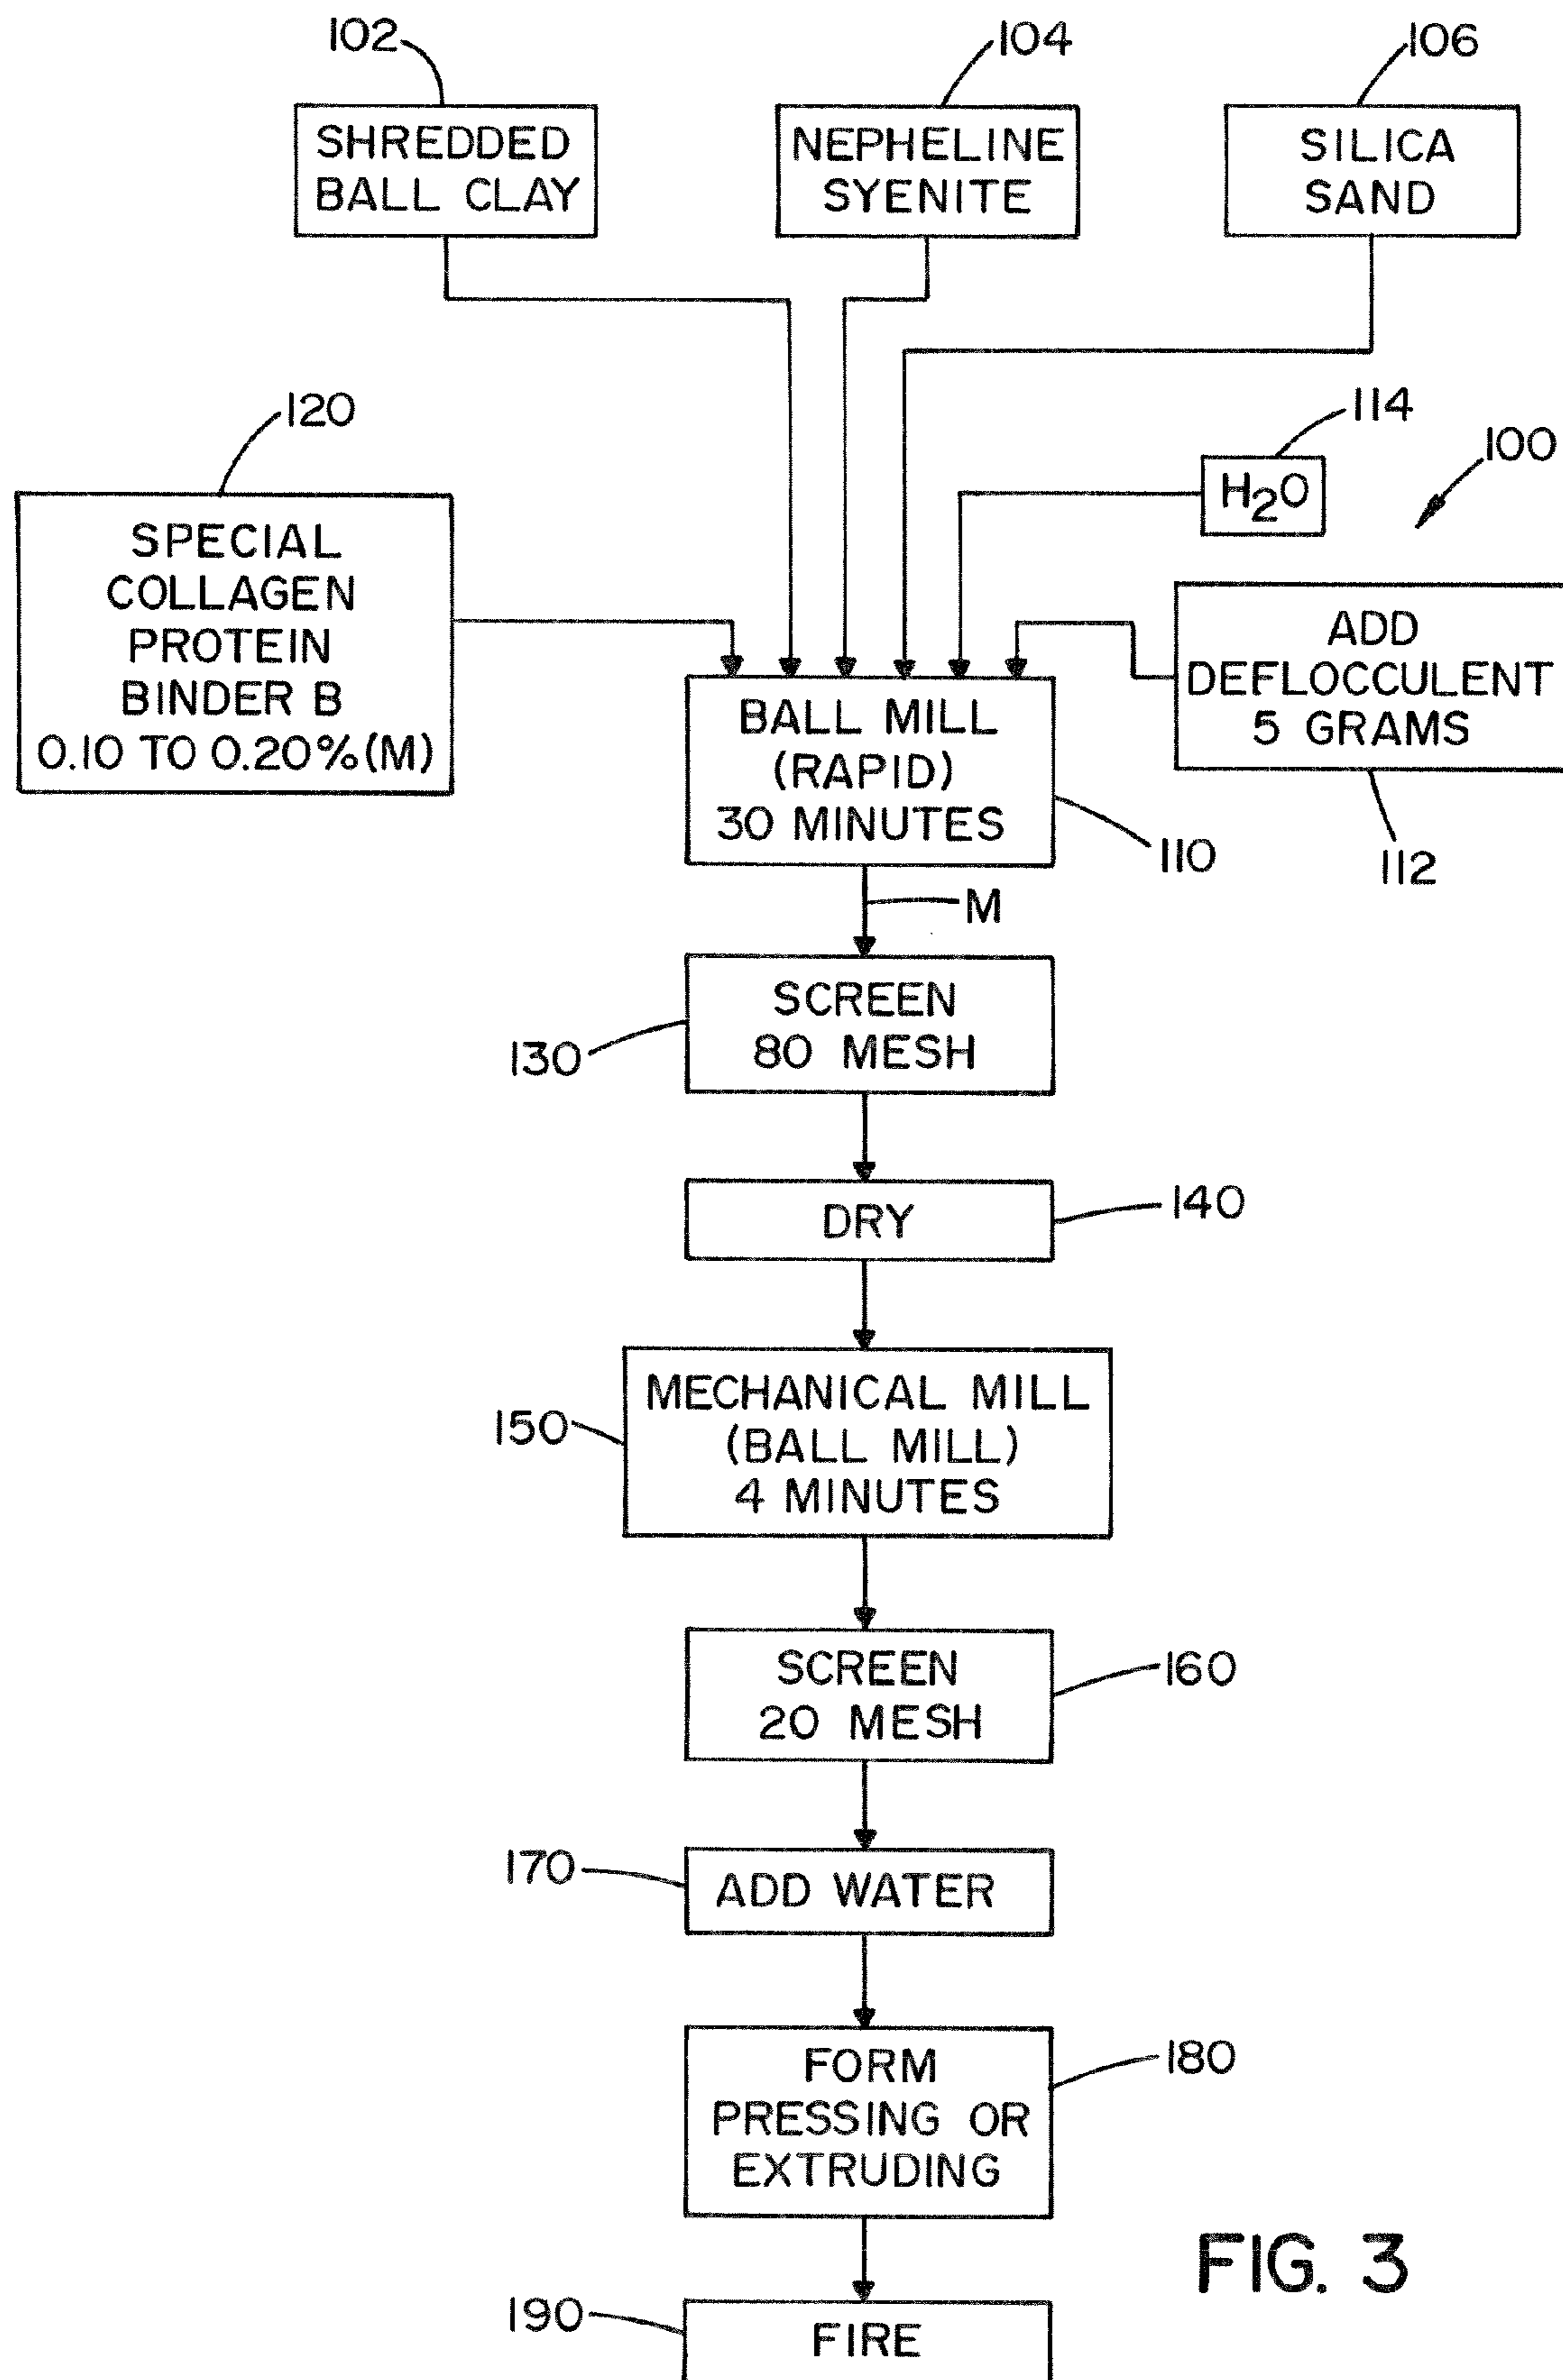 102
104
106
SHREDDED
BALL CLAY
NEPHELINE
SYENITE
SILICA
SAND
120
114
100
H2O
SPECIAL
COLLAGEN
PROTEIN
BINDER B
0.10 TO 0.20%(M)
ADD
DEFLOCCULENT
5 GRAMS
BALL MILL
(RAPID)
30 MINUTES
110
112
M
SCREEN
80 MESH
130
DRY
140
MECHANICAL MILL
(BALL MILL)
4 MINUTES
150
SCREEN
20 MESH
160
170
ADD WATER
FORM
PRESSING OR
EXTRUDING
180
190
FIRE
FIG. 3